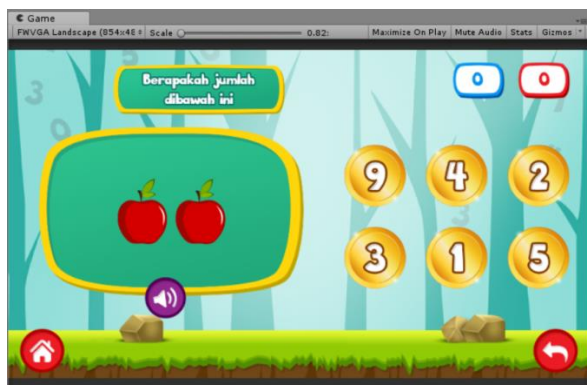 Game
FWVGA Landscape (854x48
Scale
0.82:
Maximize On Play
Mute Audio
Stats
Gizmos
Berapakah jumlah
dibawah ini
0 0
9 4 2
3 1 5